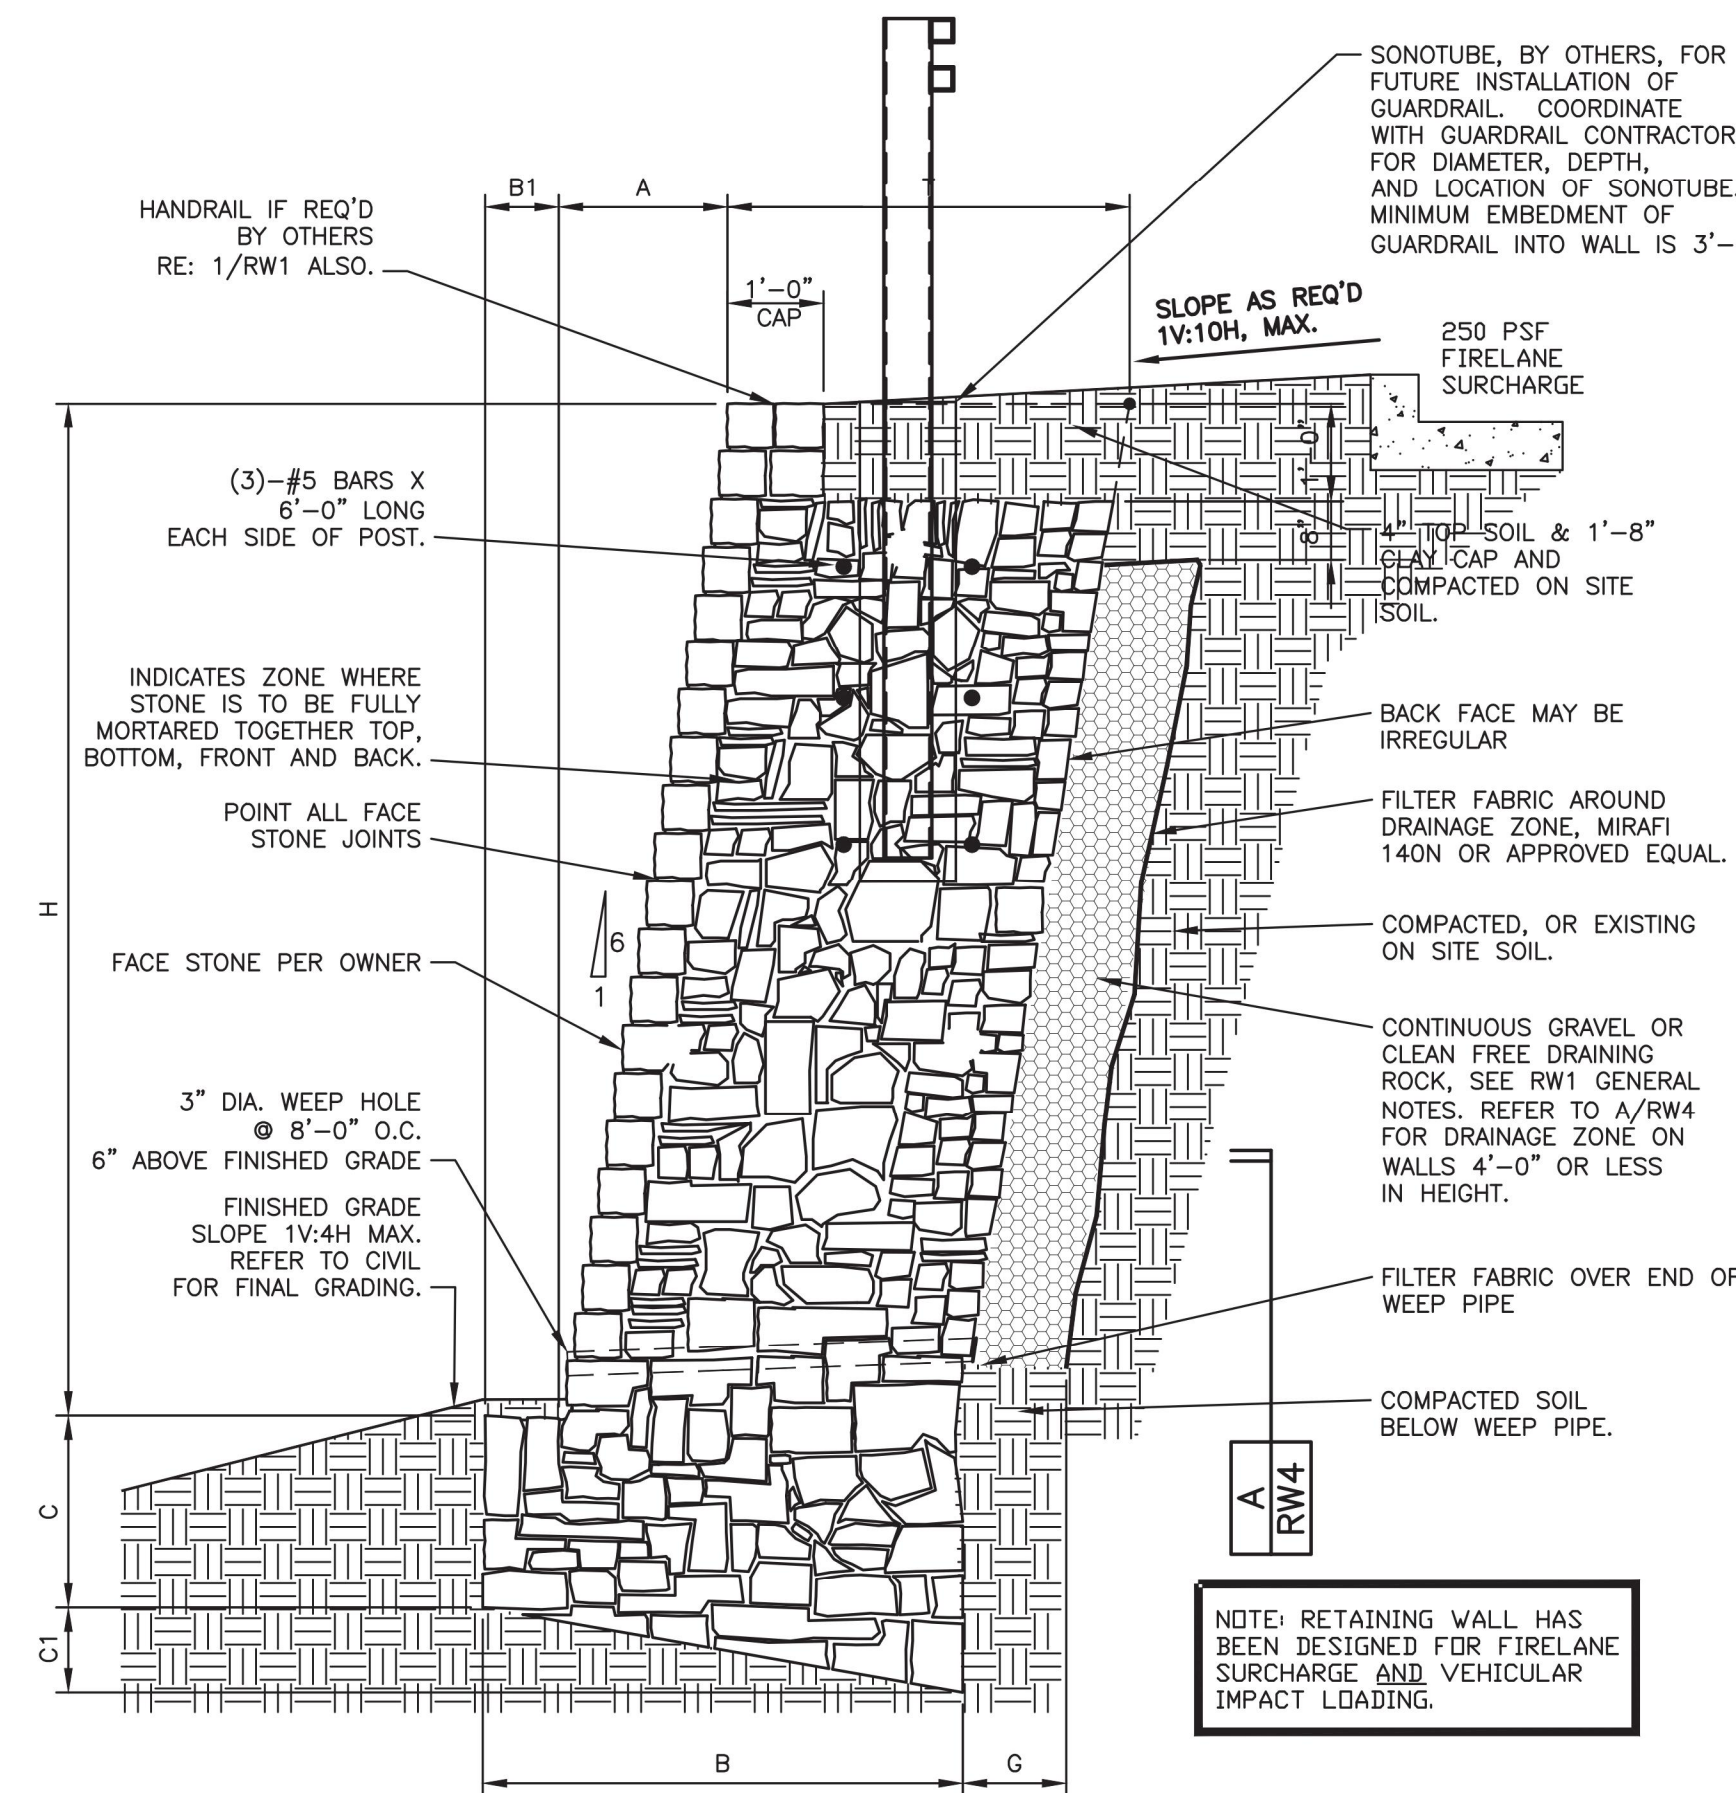 SONOTUBE, BY OTHERS, FOR
FUTURE INSTALLATION OF
GUARDRAIL. COORDINATE
WITH GUARDRAIL CONTRACTOR
FOR DIAMETER, DEPTH,
AND LOCATION OF SONOTUBE.
MINIMUM EMBEDMENT OF
GUARDRAIL INTO WALL IS 3'-
B1
A
T
HANDRAIL IF REQ'D
BY OTHERS
RE: 1/RW1 ALSO.
1'-0"
CAP
SLOPE AS REQ'D
1V:10H, MAX.
250 PSF
FIRELANE
SURCHARGE
1'-0"
8"
(3)-#5 BARS X
6'-0" LONG
EACH SIDE OF POST.
4" TOP SOIL & 1'-8"
CLAY CAP AND
COMPACTED ON SITE
SOIL.
INDICATES ZONE WHERE
STONE IS TO BE FULLY
MORTARED TOGETHER TOP,
BOTTOM, FRONT AND BACK.
BACK FACE MAY BE
IRREGULAR
POINT ALL FACE
STONE JOINTS
FILTER FABRIC AROUND
DRAINAGE ZONE, MIRAFI
140N OR APPROVED EQUAL.
H
6
1
FACE STONE PER OWNER
COMPACTED, OR EXISTING
ON SITE SOIL.
CONTINUOUS GRAVEL OR
CLEAN FREE DRAINING
ROCK, SEE RW1 GENERAL
NOTES. REFER TO A/RW4
FOR DRAINAGE ZONE ON
WALLS 4'-0" OR LESS
IN HEIGHT.
3" DIA. WEEP HOLE
@ 8'-0" O.C.
6" ABOVE FINISHED GRADE
FINISHED GRADE
SLOPE 1V:4H MAX.
REFER TO CIVIL
FOR FINAL GRADING.
FILTER FABRIC OVER END OF
WEEP PIPE
COMPACTED SOIL
BELOW WEEP PIPE.
A
RW4
C
C1
NOTE: RETAINING WALL HAS
BEEN DESIGNED FOR FIRELANE
SURCHARGE AND VEHICULAR
IMPACT LOADING.
B
G